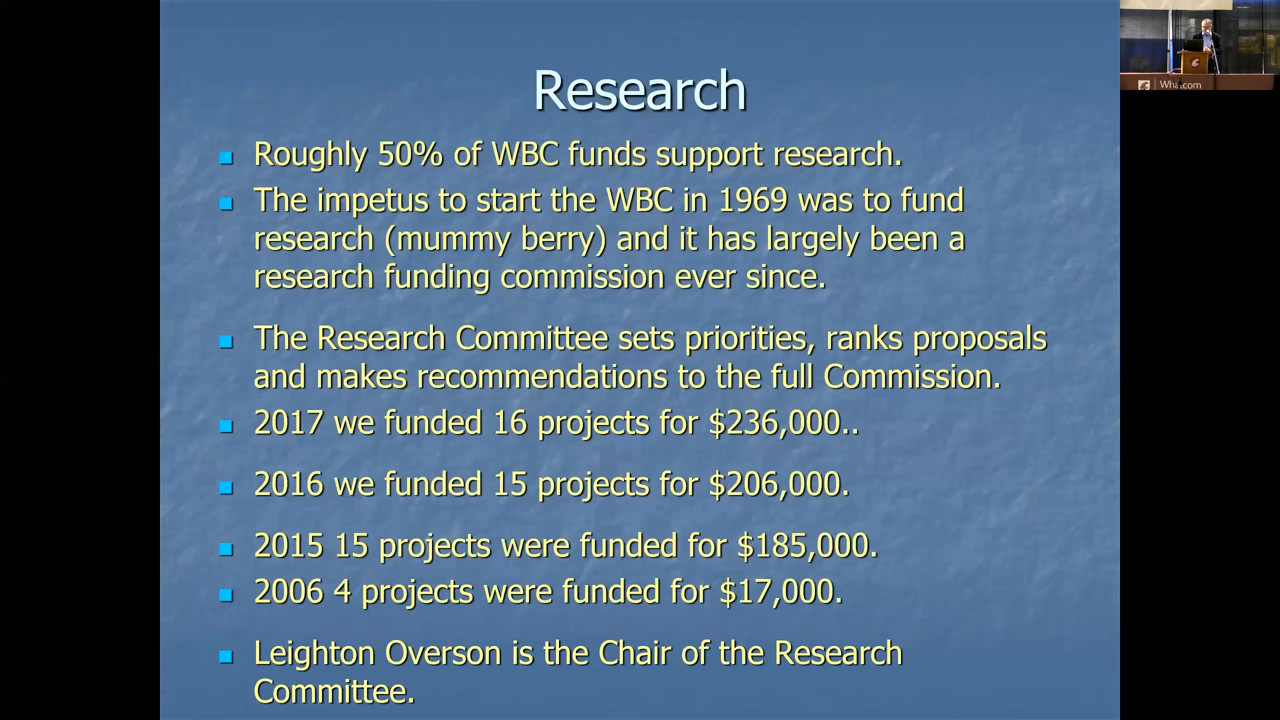 Research
Roughly 50% of WBC funds support research.
The impetus to start the WBC in 1969 was to fund
research (mummy berry) and it has largely been a
research funding commission ever since.
The Research Committee sets priorities, ranks proposals
and makes recommendations to the full Commission.
2017 we funded 16 projects for $236,000..
2016 we funded 15 projects for $206,000.
2015 15 projects were funded for $185,000.
2006 4 projects were funded for $17,000.
Leighton Overson is the Chair of the Research
Committee.
Whatcom